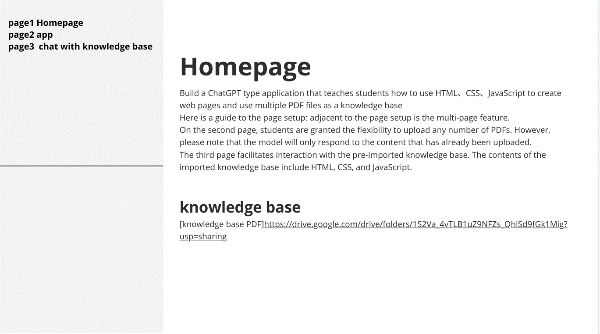 page1 Homepage
page2 app
page3 chat with knowledge base
Homepage
Build a ChatGPT type application that teaches students how to use HTML、CSS、JavaScript to create
web pages and use multiple PDF files as a knowledge base
Here is a guide to the page setup: adjacent to the page setup is the multi-page feature.
On the second page, students are granted the flexibility to upload any number of PDFs. However,
please note that the model will only respond to the content that has already been uploaded.
The third page facilitates interaction with the pre-imported knowledge base. The contents of the
imported knowledge base include HTML, CSS, and JavaScript.
knowledge base
[knowledge base PDF]https://drive.google.com/drive/folders/1S2Va_4vTLB1uZ9NFZs_QhlSd9fGk1Mig?
usp=sharing